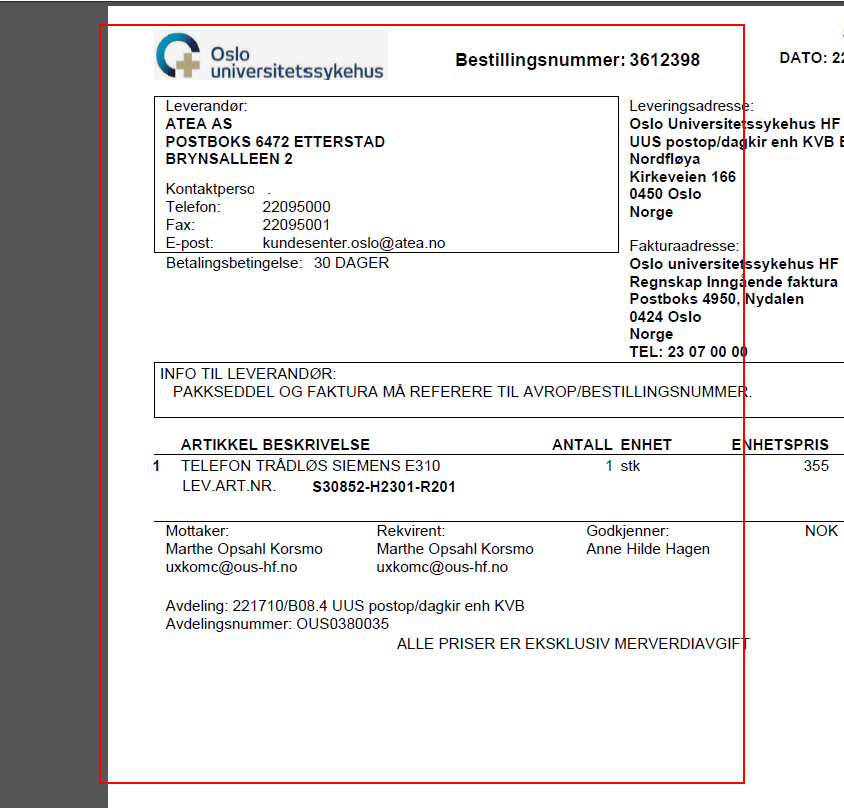 Oslo
universitetssykehus
Bestillingsnummer: 3612398
DATO: 22
Leverandør:
ATEA AS
POSTBOKS 6472 ETTERSTAD
BRYNSALLEEN 2
Kontaktperso .
Telefon: 22095000
Fax: 22095001
E-post: kundesenter.oslo@atea.no
Betalingsbetingelse: 30 DAGER
Leveringsadresse:
Oslo Universitetssykehus HF
UUS postop/dagkir enh KVB
Nordfløya
Kirkeveien 166
0450 Oslo
Norge
Fakturaadresse:
Oslo universitetssykehus HF
Regnskap Inngående faktura
Postboks 4950, Nydalen
0424 Oslo
Norge
TEL: 23 07 00 00
INFO TIL LEVERANDØR:
PAKKSEDDEL OG FAKTURA MÅ REFERERE TIL AVROP/BESTILLINGSNUMMER.
ARTIKKEL BESKRIVELSE ANTALL ENHET ENHETSPRIS
1 TELEFON TRÅDLØS SIEMENS E310 1 stk 355
LEV.ART.NR. S30852-H2301-R201
Mottaker: Rekvirent: Godkjenner: NOK
Marthe Opsahl Korsmo Marthe Opsahl Korsmo Anne Hilde Hagen
uxkomc@ous-hf.no uxkomc@ous-hf.no
Avdeling: 221710/B08.4 UUS postop/dagkir enh KVB
Avdelingsnummer: OUS0380035
ALLE PRISER ER EKSKLUSIV MERVERDIAVGIFT